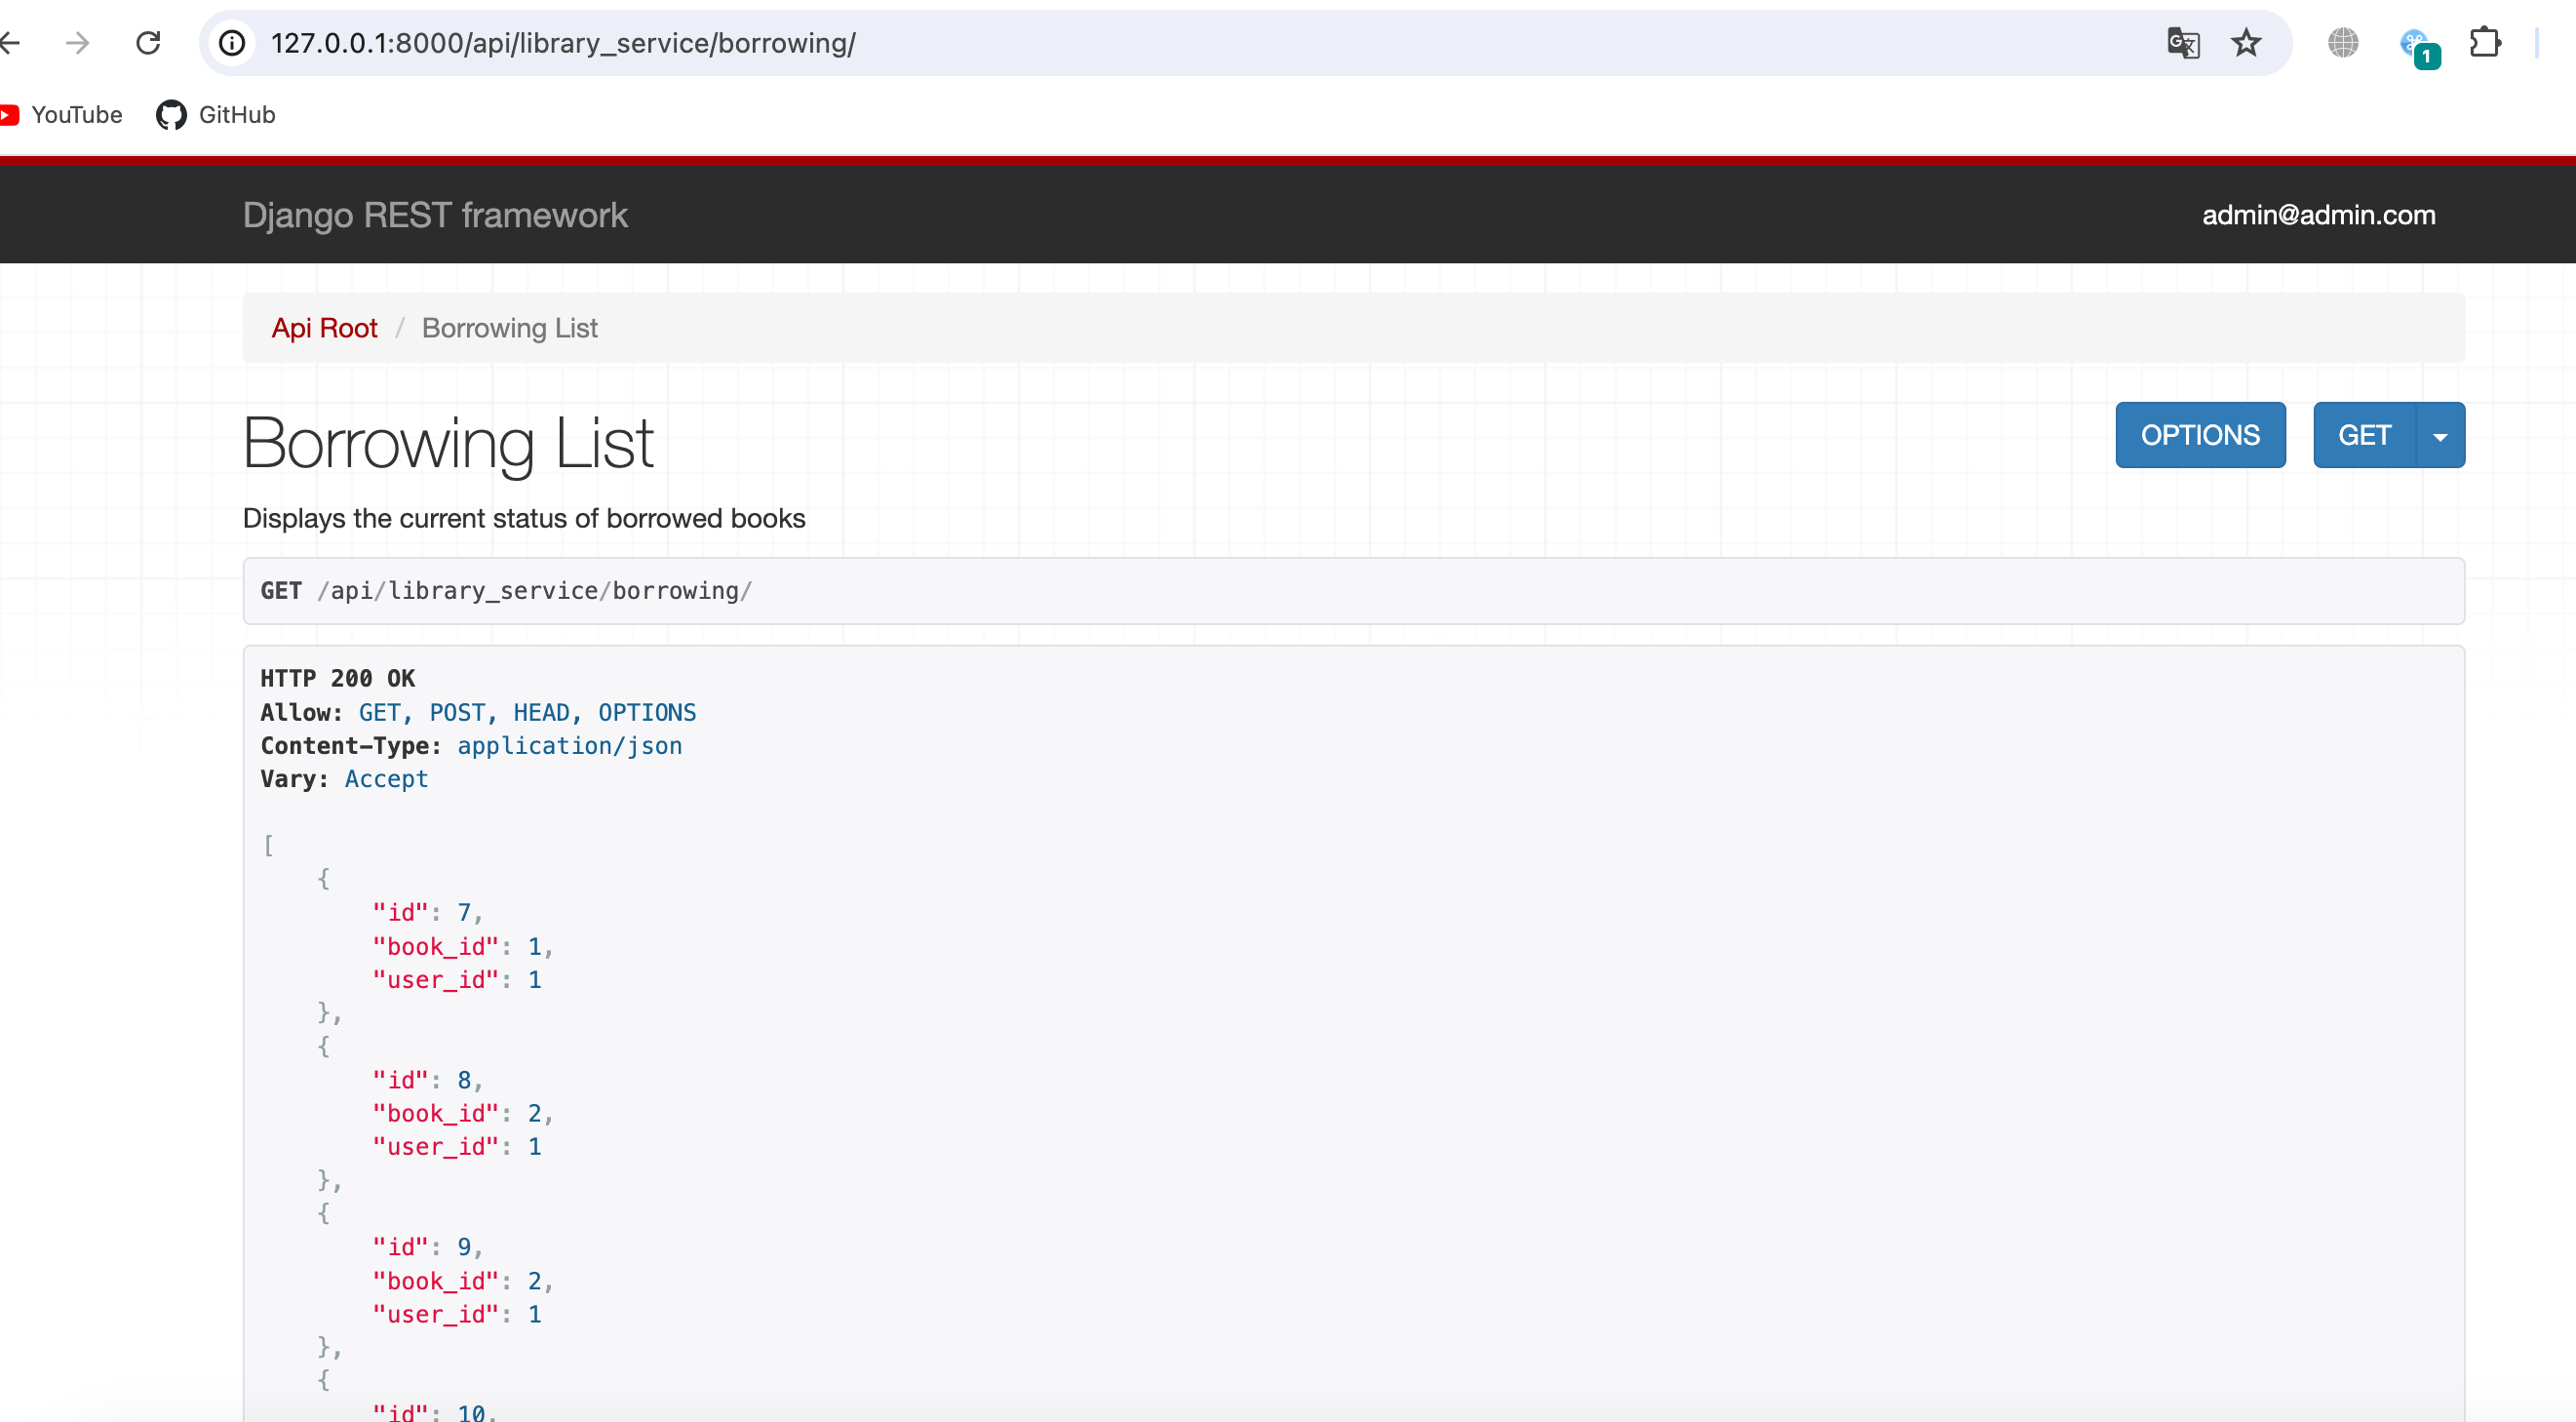 127.0.0.1:8000/api/library_service/borrowing/
1
YouTube GitHub
Django REST framework admin@admin.com
Api Root / Borrowing List
Borrowing List OPTIONS GET
Displays the current status of borrowed books
GET /api/library_service/borrowing/
HTTP 200 OK
Allow: GET, POST, HEAD, OPTIONS
Content-Type: application/json
Vary: Accept
[
{
"id": 7,
"book_id": 1,
"user_id": 1
},
{
"id": 8,
"book_id": 2,
"user_id": 1
},
{
"id": 9,
"book_id": 2,
"user_id": 1
},
{
"id": 10,